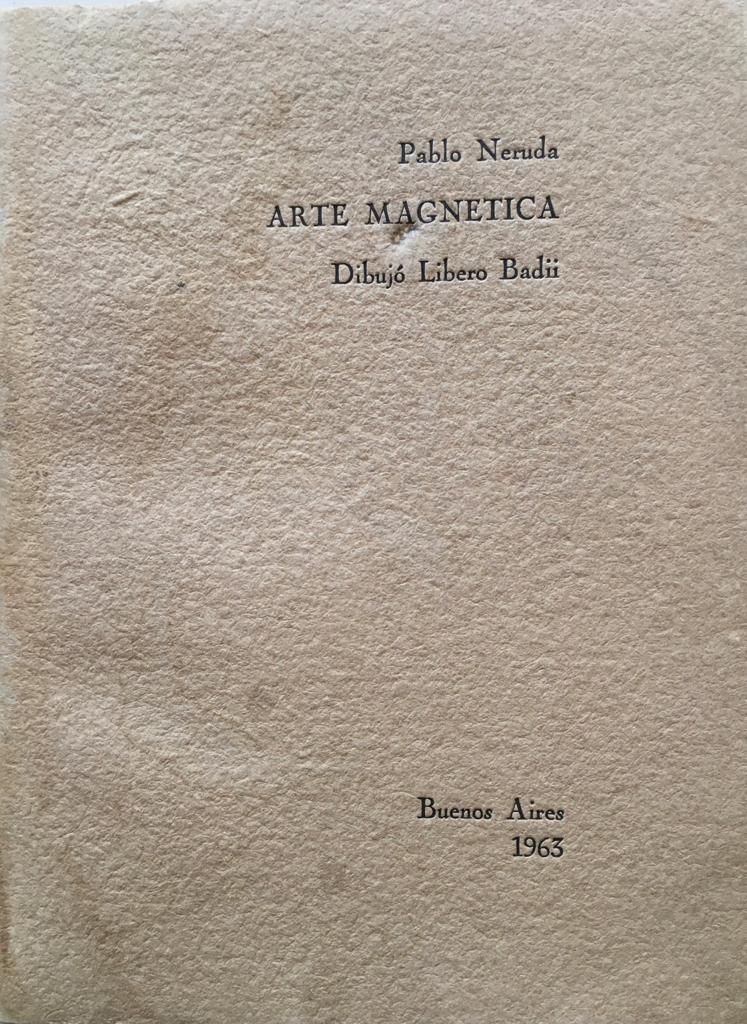 Pablo Neruda
ARTE MAGNETICA
Dibujó Libero Badii
Buenos Aires
1963